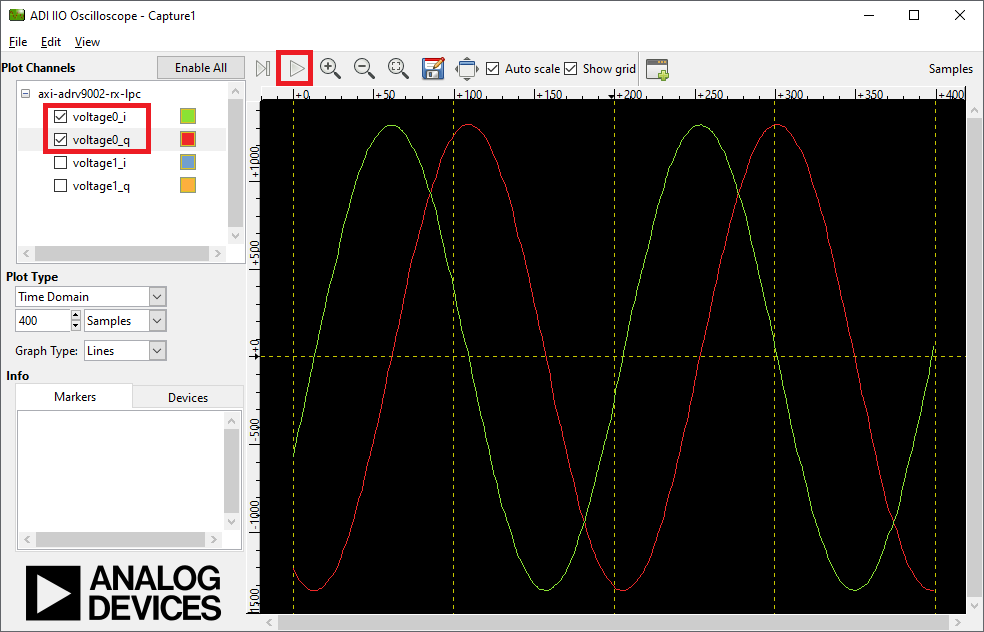 ADI IIO Oscilloscope - Capture1
File Edit View
Plot Channels
Enable All
Auto scale
Show grid
Samples
axi-adrv9002-rx-lpc
voltage0_i
voltage0_q
voltage1_i
voltage1_q
+0 +50 +100 +150 +200 +250 +300 +350 +400
+1000
+500
+0
-500
-1000
1500
Plot Type
Time Domain
400 Samples
Graph Type: Lines
Info
Markers Devices
ANALOG
DEVICES